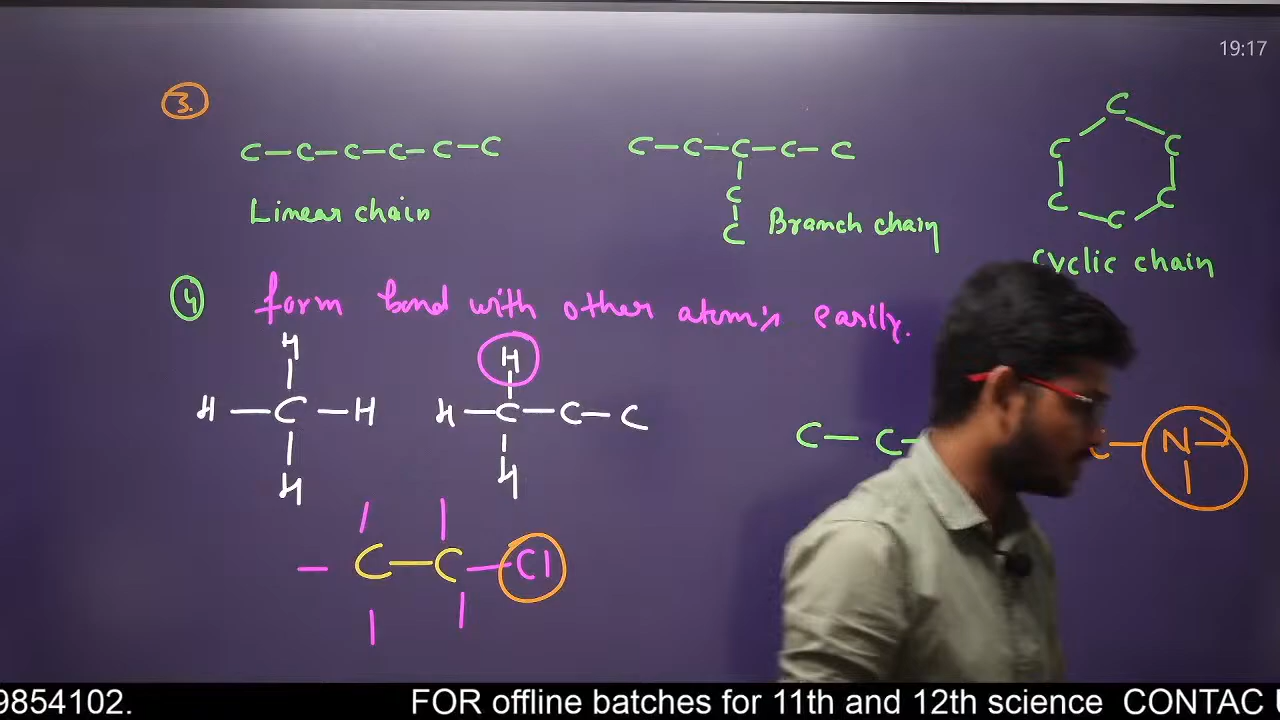 19:17
3.
C-C-C-C-C-C
C-C-C-C-C
C
C
C
C
C
C
C
C
C
Linear chain
Branch chain
cyclic chain
4
form bond with other atom's easily.
H
H
H-C-H
H-C-C-C
C-C-
C-N-
H
H
-C-C-Cl
9854102.
FOR offline batches for 11th and 12th science CONTAC